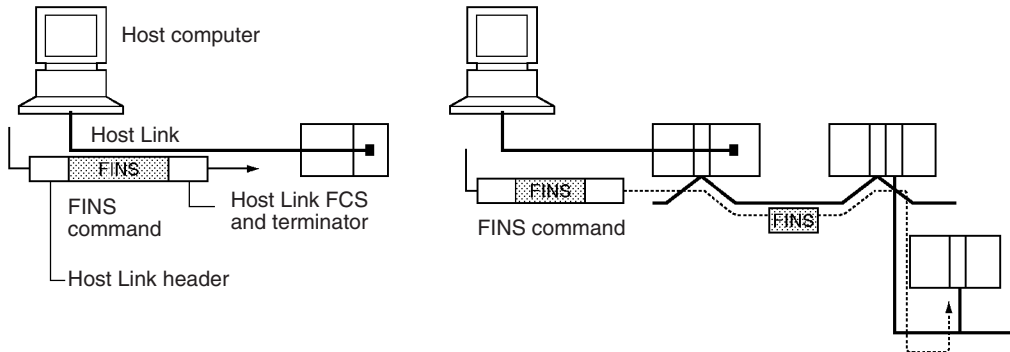 Host computer
Host Link
FINS
FINS
command
Host Link FCS
and terminator
Host Link header
FINS
FINS command
FINS